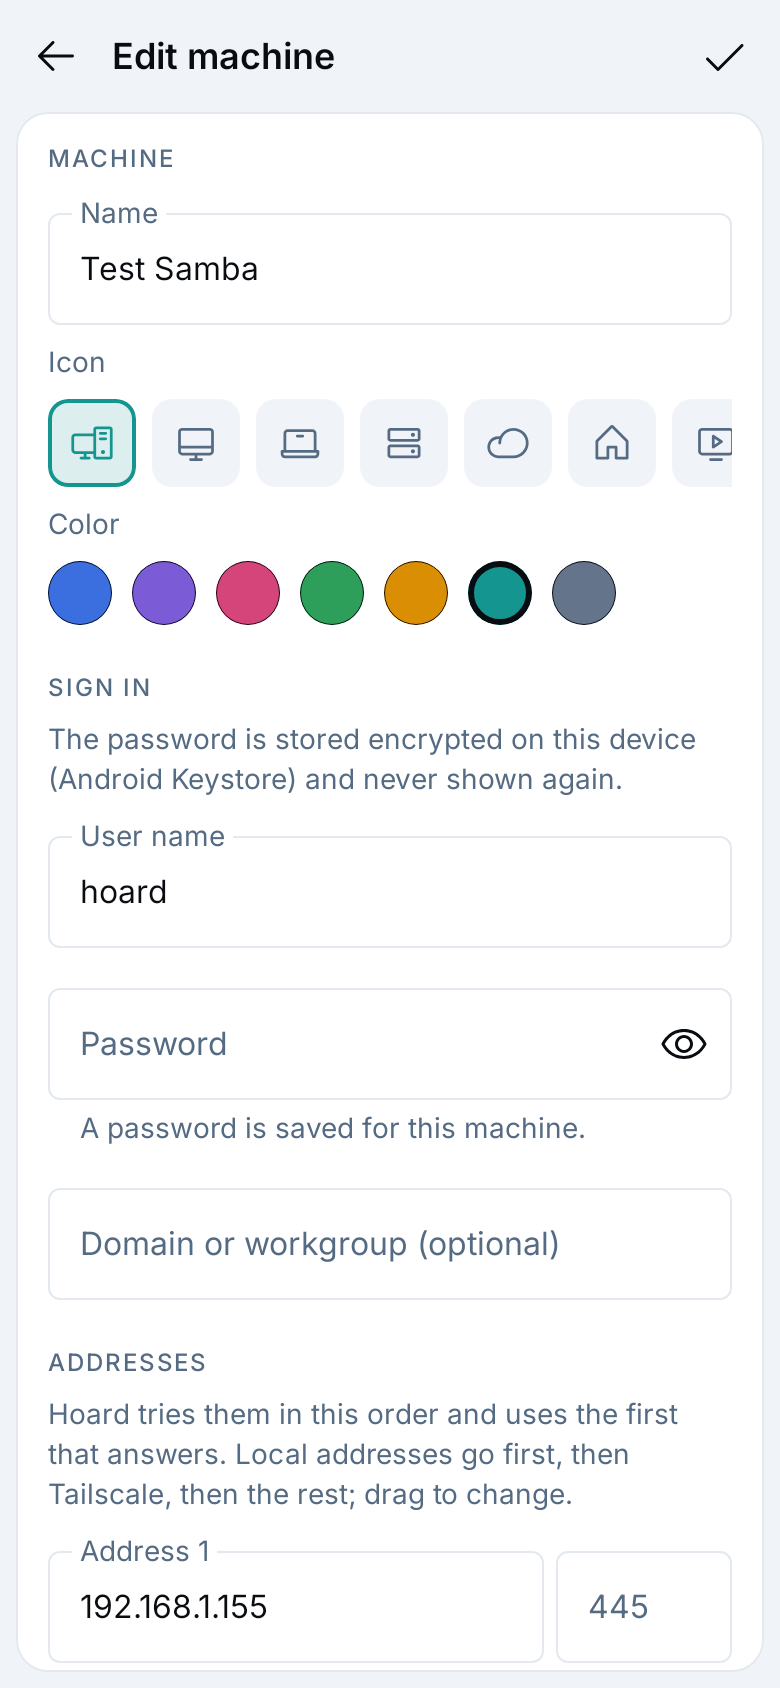 Edit machine
MACHINE
Name
Test Samba
Icon
Color
SIGN IN
The password is stored encrypted on this device
(Android Keystore) and never shown again.
User name
hoard
Password
A password is saved for this machine.
Domain or workgroup (optional)
ADDRESSES
Hoard tries them in this order and uses the first
that answers. Local addresses go first, then
Tailscale, then the rest; drag to change.
Address 1
192.168.1.155
445